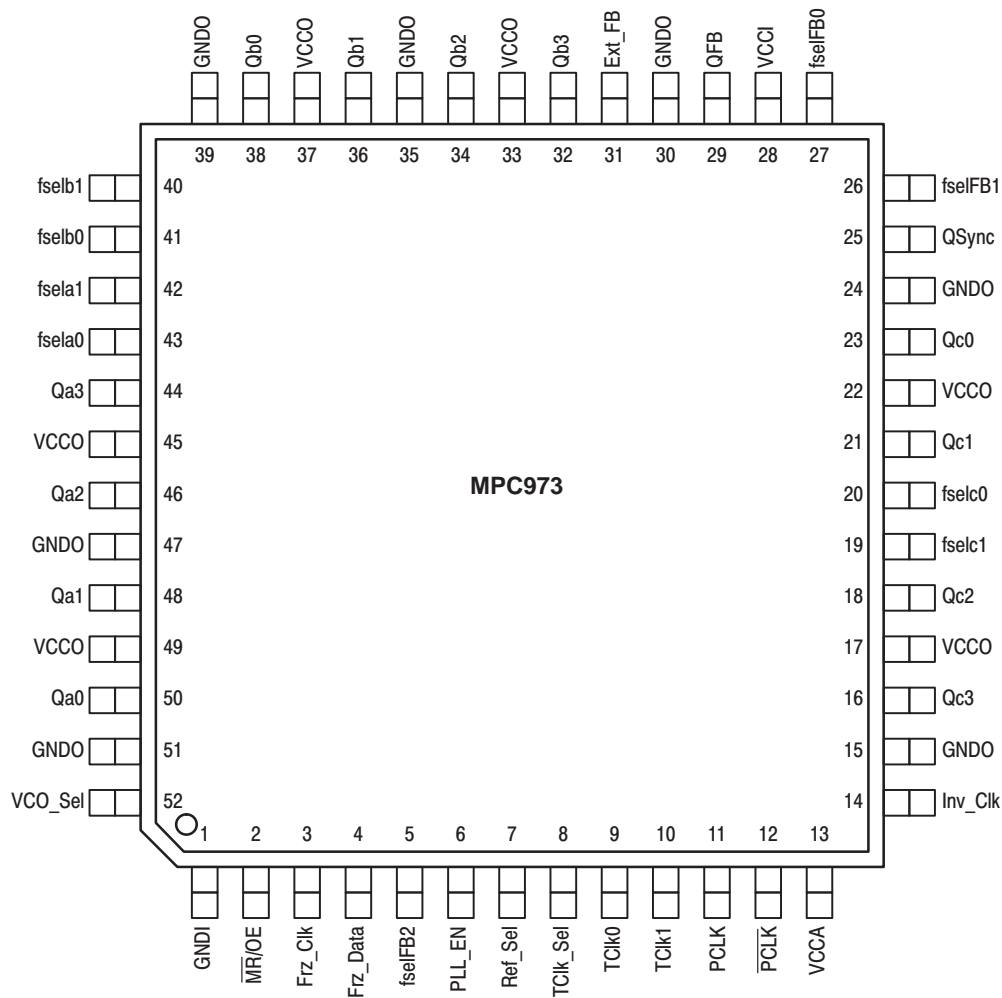 GNDO Qb0 VCCO Qb1 GNDO Qb2 VCCO Qb3 Ext_FB GNDO QFB VCCI fselFB0
39 38 37 36 35 34 33 32 31 30 29 28 27
fselb1 40 26 fselFB1
fselb0 41 25 QSync
fsela1 42 24 GNDO
fsela0 43 23 Qc0
Qa3 44 22 VCCO
VCCO 45 21 Qc1
Qa2 46 MPC973 20 fselc0
GNDO 47 19 fselc1
Qa1 48 18 Qc2
VCCO 49 17 VCCO
Qa0 50 16 Qc3
GNDO 51 15 GNDO
VCO_Sel 52 14 Inv_Clk
1 2 3 4 5 6 7 8 9 10 11 12 13
GNDI M̅R̅/OE Frz_Clk Frz_Data fselFB2 PLL_EN Ref_Sel TClk_Sel TClk0 TClk1 PCLK P̅C̅L̅K̅ VCCA